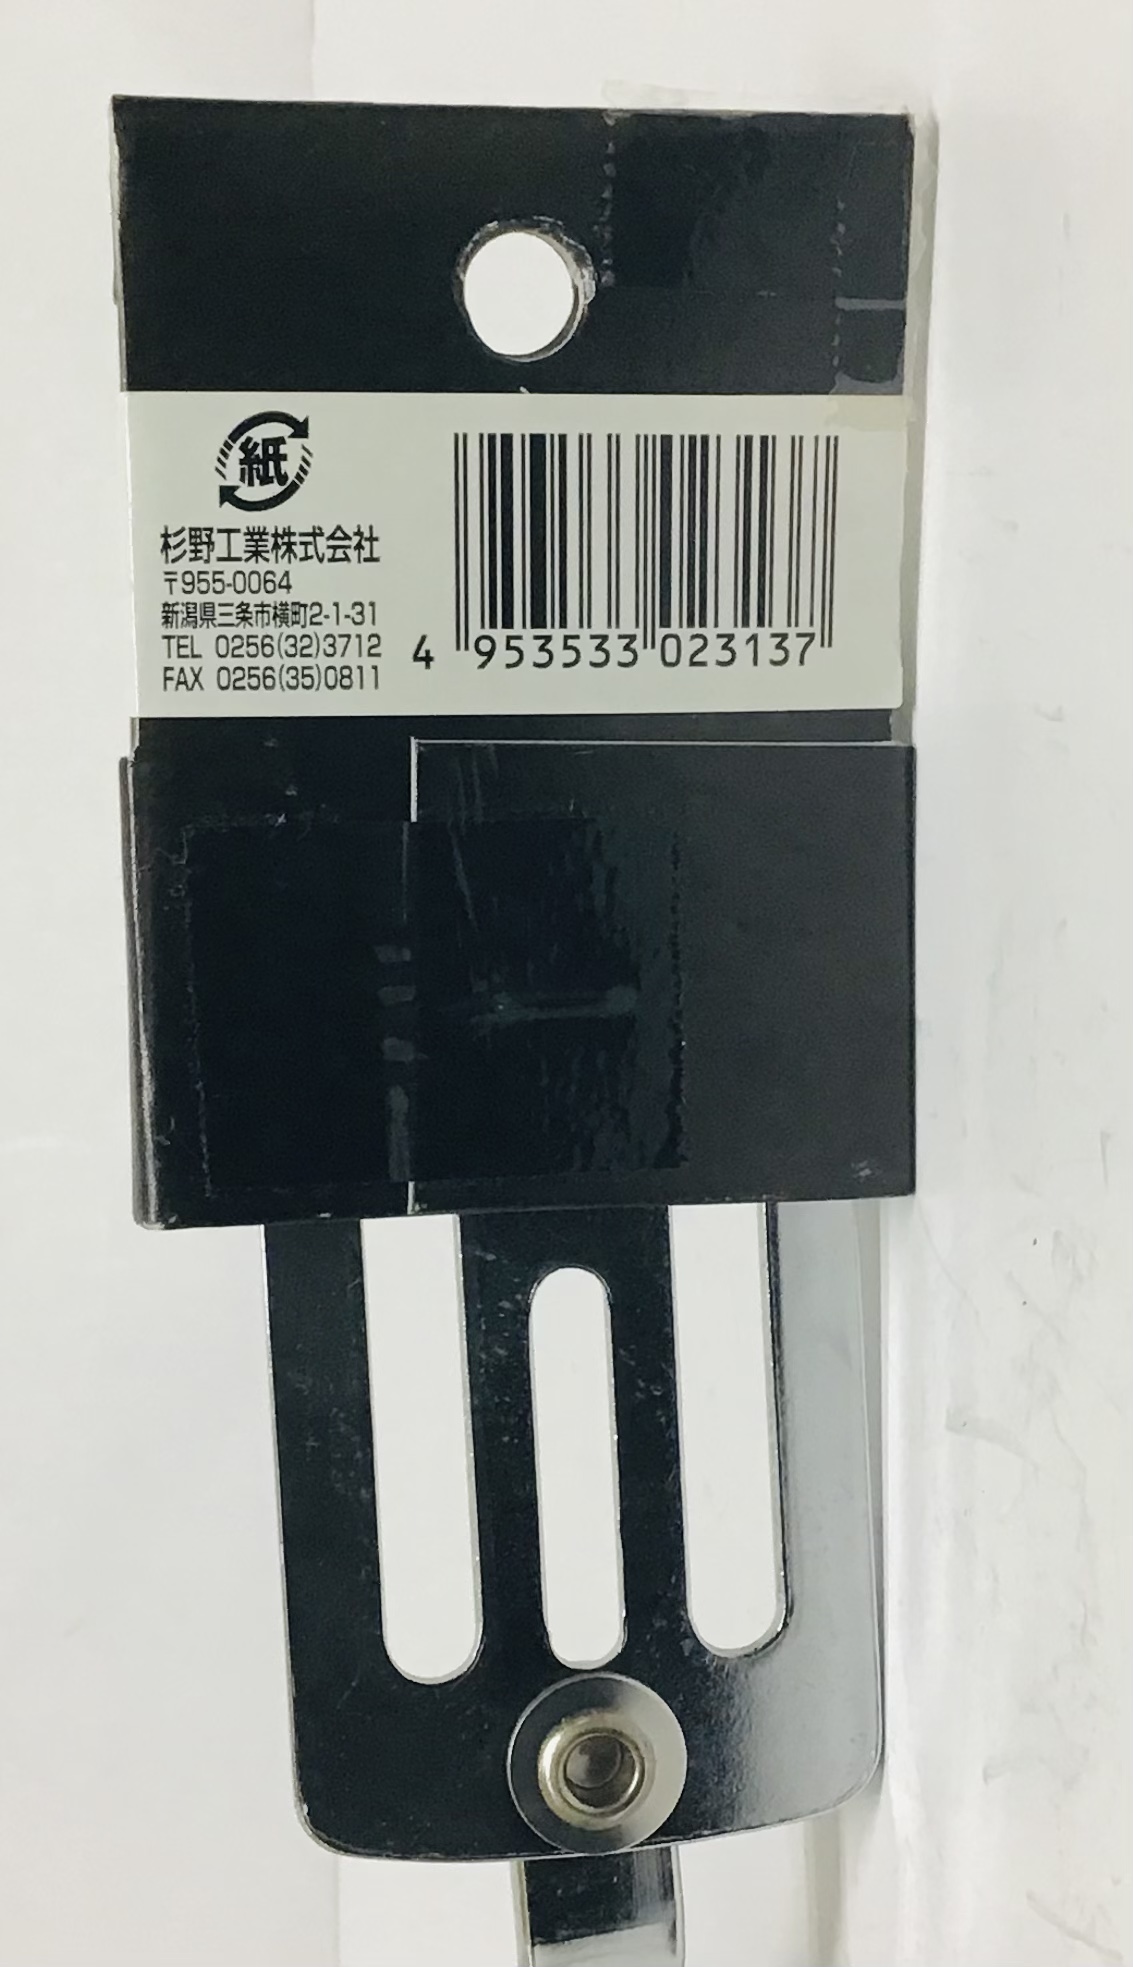 紙
杉野工業株式会社
〒955-0064
新潟県三条市横町2-1-31
TEL 0256(32)3712
FAX 0256(35)0811
4 953533 023137